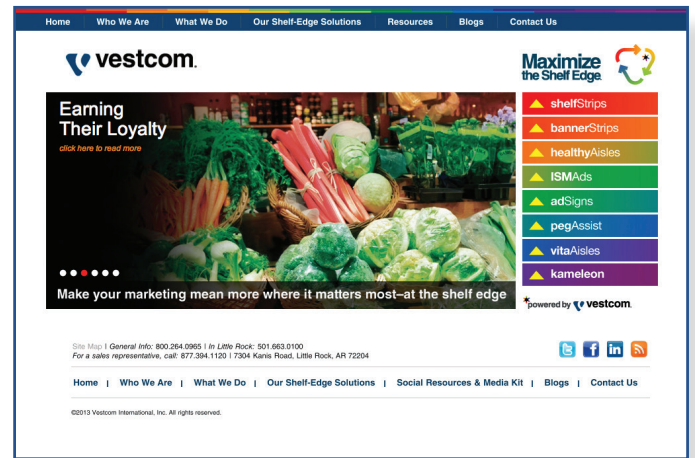 Home Who We Are What We Do Our Shelf-Edge Solutions Resources Blogs Contact Us
vestcom.
Maximize
the Shelf Edge.
Earning
Their Loyalty
click here to read more
shelfStrips
bannerStrips
healthyAisles
ISMAds
adSigns
pegAssist
vitaAisles
kameleon
Make your marketing mean more where it matters most–at the shelf edge
powered by vestcom.
Site Map | General Info: 800.264.0965 | In Little Rock: 501.663.0100
For a sales representative, call: 877.394.1120 | 7304 Kanis Road, Little Rock, AR 72204
Home | Who We Are | What We Do | Our Shelf-Edge Solutions | Social Resources & Media Kit | Blogs | Contact Us
©2013 Vestcom International, Inc. All rights reserved.